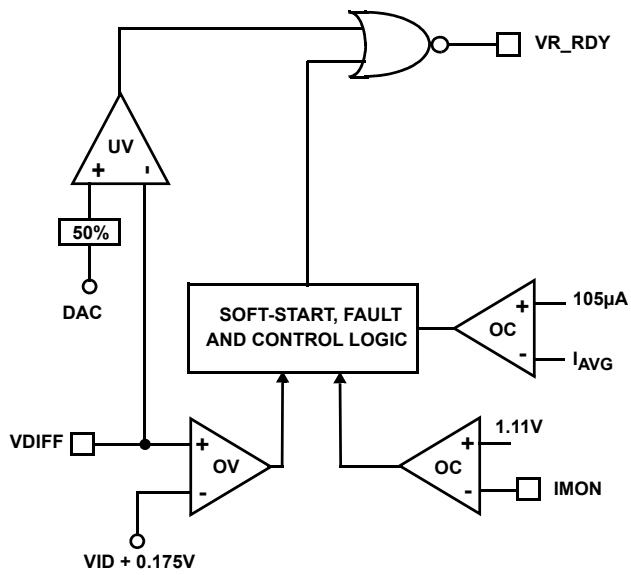 VR_RDY
UV
+ -
50%
DAC
SOFT-START, FAULT
AND CONTROL LOGIC
+ 105µA
OC
- I_AVG
VDIFF
+
OV
-
VID + 0.175V
1.11V
+
OC
-
IMON